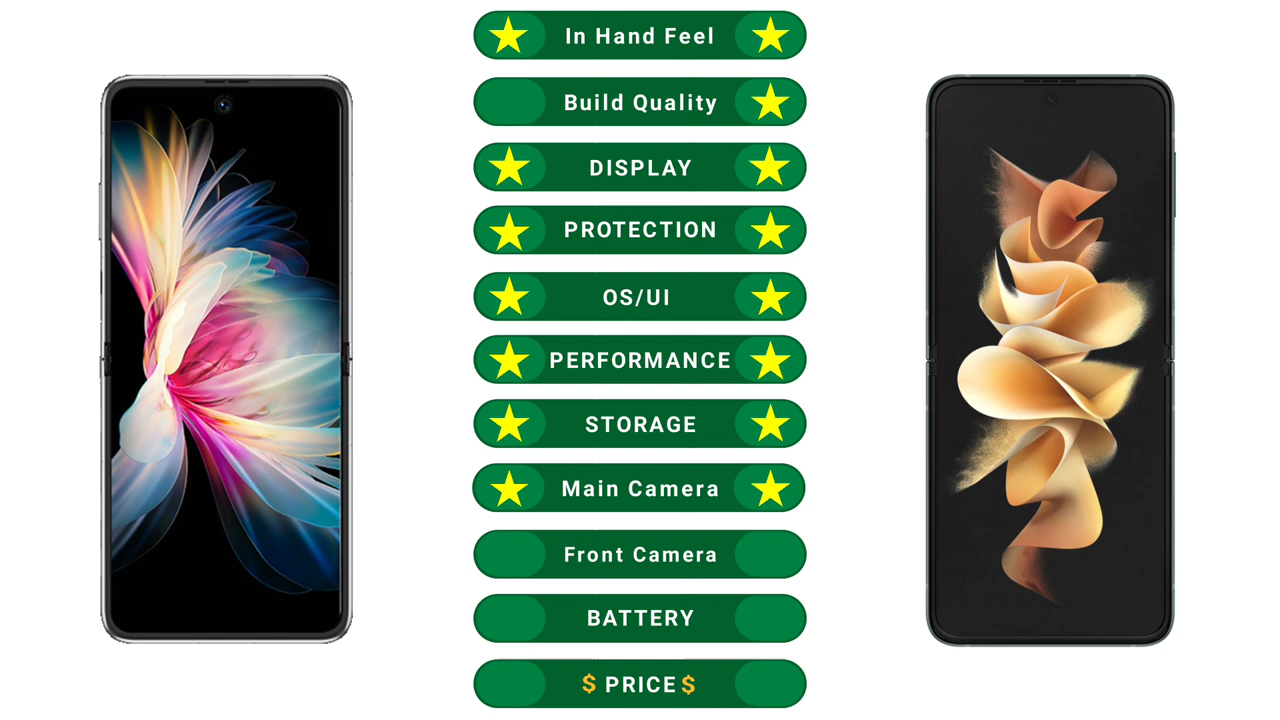 In Hand Feel
Build Quality
DISPLAY
PROTECTION
OS/UI
PERFORMANCE
STORAGE
Main Camera
Front Camera
BATTERY
$ PRICE $